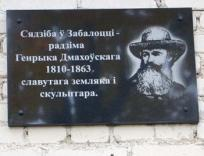 Сядзіба ў Забалоцці -
радзіма
Генрыка Дмахоўскага
1810-1863
славутага земляка і
скульптара.